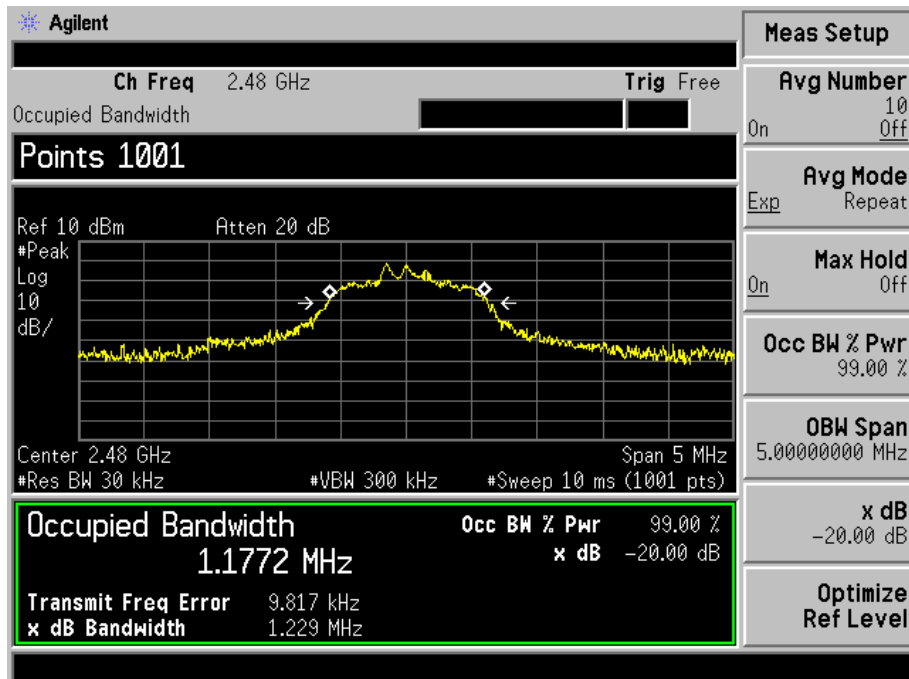 Agilent
Ch Freq 2.48 GHz Trig Free
Occupied Bandwidth
Points 1001
Ref 10 dBm Atten 20 dB
#Peak
Log
10
dB/
Center 2.48 GHz Span 5 MHz
#Res BW 30 kHz #VBW 300 kHz #Sweep 10 ms (1001 pts)
Occupied Bandwidth Occ BW % Pwr 99.00 %
1.1772 MHz x dB -20.00 dB
Transmit Freq Error 9.817 kHz
x dB Bandwidth 1.229 MHz
Meas Setup
Avg Number
10
On Off
Avg Mode
Exp Repeat
Max Hold
On Off
Occ BW % Pwr
99.00 %
OBW Span
5.00000000 MHz
x dB
-20.00 dB
Optimize
Ref Level